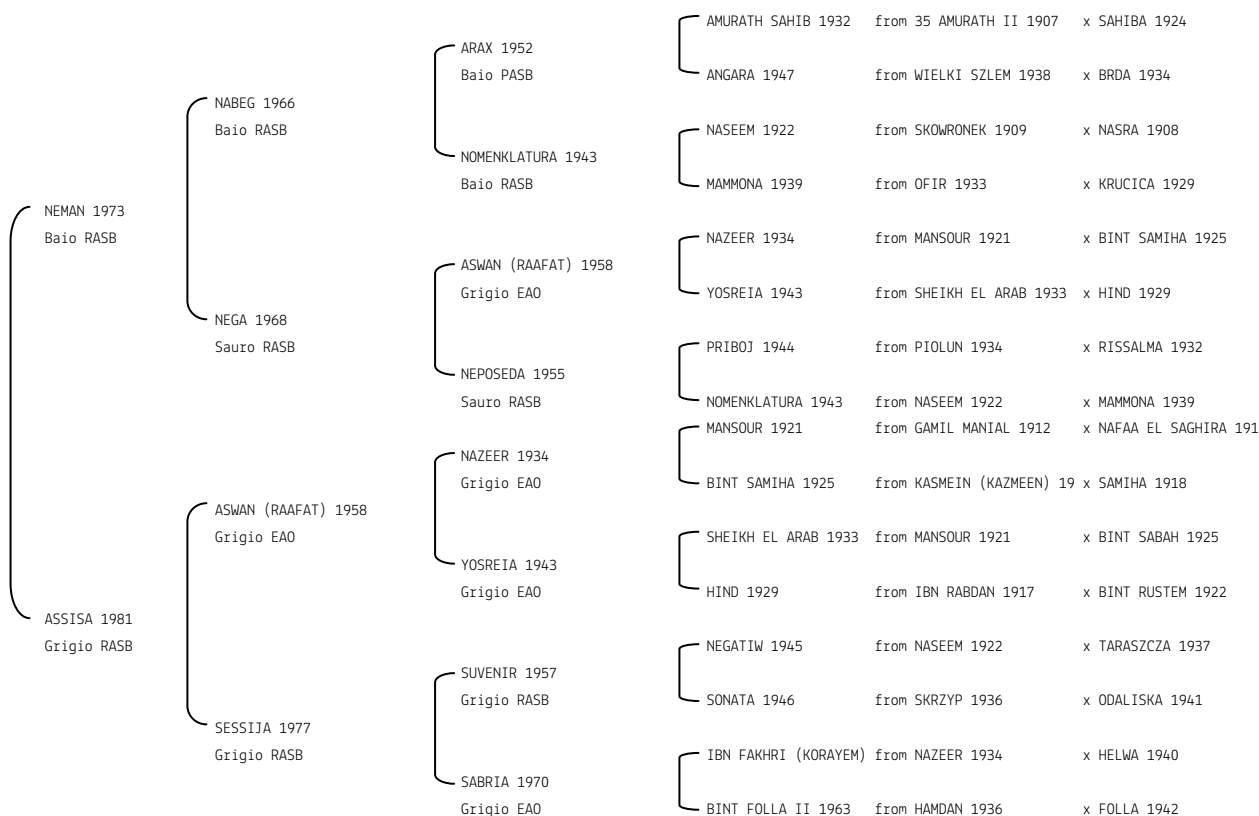 AMURATH SAHIB 1932 from 35 AMURATH II 1907 x SAHIBA 1924
ARAX 1952
Baio PASB
ANGARA 1947 from WIELKI SZLEM 1938 x BRDA 1934
NABEG 1966
Baio RASB
NASEEM 1922 from SKOWRONEK 1909 x NASRA 1908
NOMENKLATURA 1943
Baio RASB
MAMMONA 1939 from OFIR 1933 x KRUCICA 1929
NEMAN 1973
Baio RASB
NAZEER 1934 from MANSOUR 1921 x BINT SAMIHA 1925
ASWAN (RAAFAT) 1958
Grigio EAO
YOSREIA 1943 from SHEIKH EL ARAB 1933 x HIND 1929
NEGA 1968
Sauro RASB
PRIBOJ 1944 from PIOLUN 1934 x RISSALMA 1932
NEPOSEDA 1955
Sauro RASB
NOMENKLATURA 1943 from NASEEM 1922 x MAMMONA 1939
MANSOUR 1921 from GAMIL MANIAL 1912 x NAFAA EL SAGHIRA 191
NAZEER 1934
Grigio EAO
BINT SAMIHA 1925 from KASMEIN (KAZMEEN) 19 x SAMIHA 1918
ASWAN (RAAFAT) 1958
Grigio EAO
SHEIKH EL ARAB 1933 from MANSOUR 1921 x BINT SABAH 1925
YOSREIA 1943
Grigio EAO
HIND 1929 from IBN RABDAN 1917 x BINT RUSTEM 1922
ASSISA 1981
Grigio RASB
NEGATIW 1945 from NASEEM 1922 x TARASZCZA 1937
SUVENIR 1957
Grigio RASB
SONATA 1946 from SKRZYP 1936 x ODALISKA 1941
SESSIJA 1977
Grigio RASB
IBN FAKHRI (KORAYEM) from NAZEER 1934 x HELWA 1940
SABRIA 1970
Grigio EAO
BINT FOLLA II 1963 from HAMDAN 1936 x FOLLA 1942